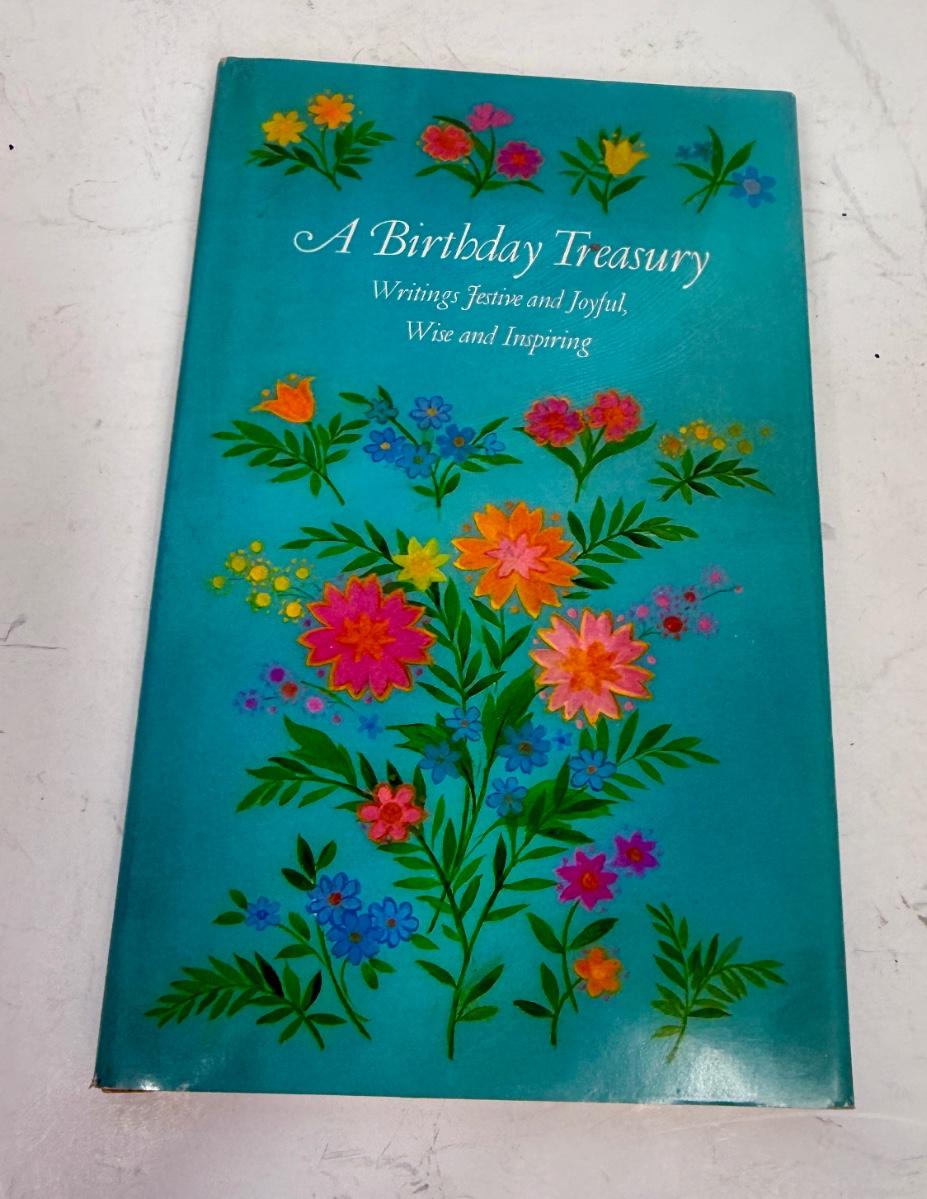 A Birthday Treasury
Writings Festive and Joyful,
Wise and Inspiring